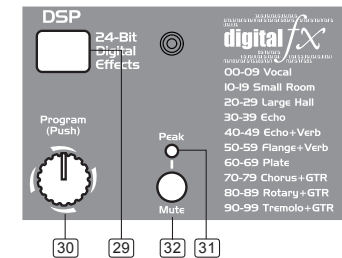 DSP
24-Bit
Digital
Effects
Program
(Push)
Peak
Mute
digital fx
00-09 Vocal
10-19 Small Room
20-29 Large Hall
30-39 Echo
40-49 Echo+Verb
50-59 Flange+Verb
60-69 Plate
70-79 Chorus+GTR
80-89 Rotary+GTR
90-99 Tremolo+GTR
30
29
32
31